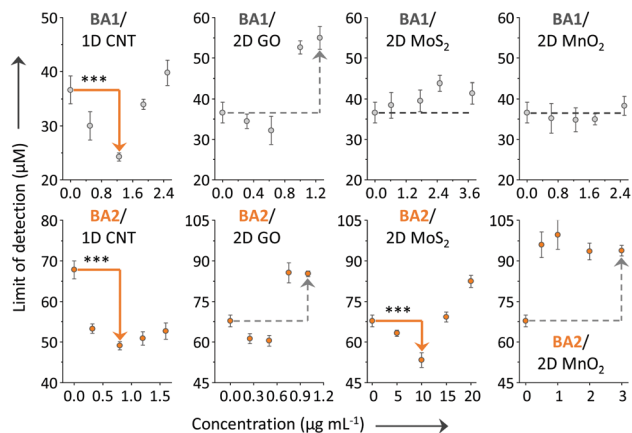 BA1/
1D CNT
***
50
40
30
20
0.0 0.8 1.6 2.4
BA1/
2D GO
60
50
40
30
20
0.0 0.4 0.8 1.2
BA1/
2D MoS₂
60
50
40
30
20
0.0 1.2 2.4 3.6
BA1/
2D MnO₂
60
50
40
30
20
0.0 0.6 1.2 1.8 2.4
Limit of detection (µM)
BA2/
1D CNT
***
80
70
60
50
40
0.0 0.5 1.0 1.5
BA2/
2D GO
105
90
75
60
45
0.0 0.3 0.6 0.9 1.2
BA2/
2D MoS₂
***
105
90
75
60
45
0 5 10 15 20
105
90
75
60
45
BA2/
2D MnO₂
0 1 2 3
Concentration (µg mL⁻¹)